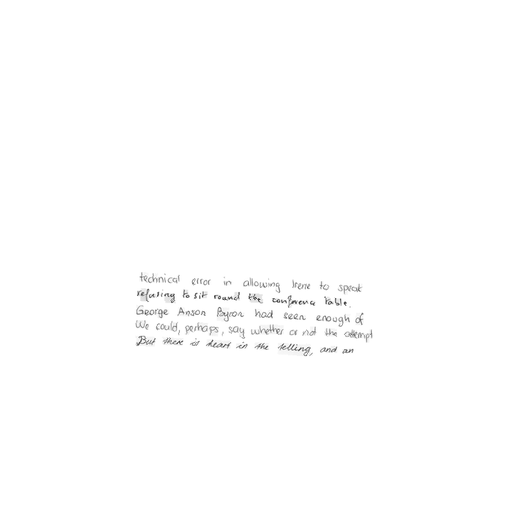 technical error in allowing Irene to speak
refusing to sit round the conference table.
George Anson Byron had seen enough of
We could, perhaps, say whether or not the attempt
But there is heart in the telling, and an